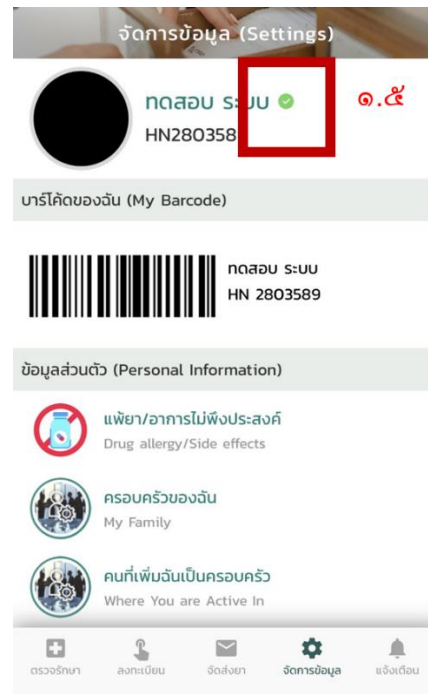 จัดการข้อมูล (Settings)
ทดสอบ ระบบ
๑.๕
HN280358
บาร์โค้ดของฉัน (My Barcode)
ทดสอบ ระบบ
HN 2803589
ข้อมูลส่วนตัว (Personal Information)
แพ้ยา/อาการไม่พึงประสงค์
Drug allergy/Side effects
ครอบครัวของฉัน
My Family
คนที่เพิ่มฉันเป็นครอบครัว
Where You are Active In
ตรวจรักษา ลงทะเบียน จัดส่งยา จัดการข้อมูล แจ้งเตือน